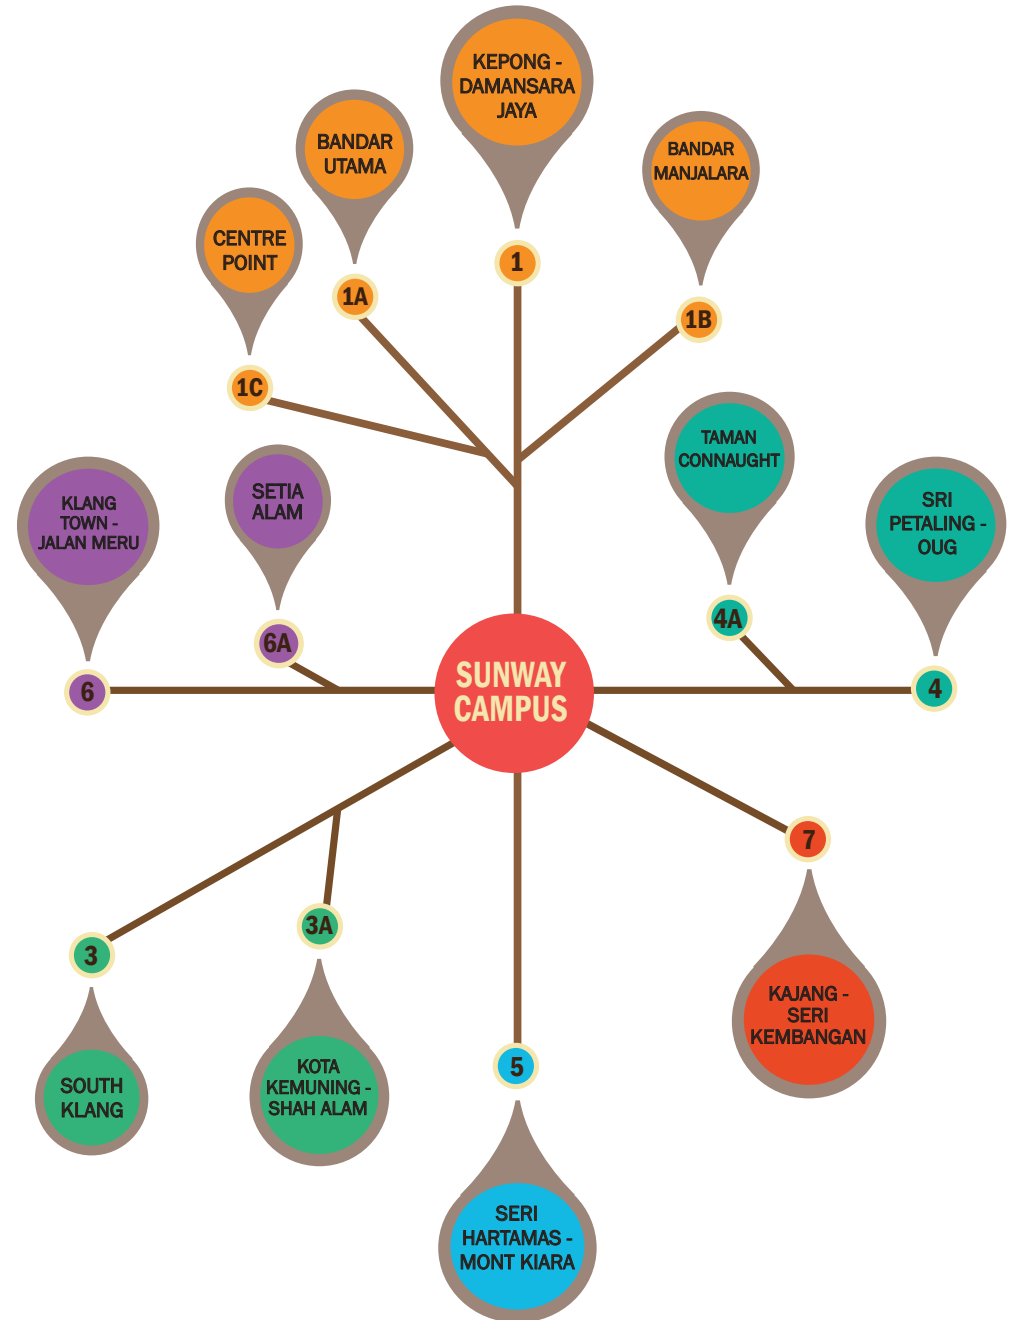 KEPONG -
DAMANSARA
JAYA
1
BANDAR
UTAMA
1A
BANDAR
MANJALARA
1B
CENTRE
POINT
1C
TAMAN
CONNAUGHT
4A
SRI
PETALING -
OUG
4
SETIA
ALAM
6A
KLANG
TOWN -
JALAN MERU
6
SUNWAY
CAMPUS
7
KAJANG -
SERI
KEMBANGAN
3
SOUTH
KLANG
3A
KOTA
KEMUNING -
SHAH ALAM
5
SERI
HARTAMAS -
MONT KIARA